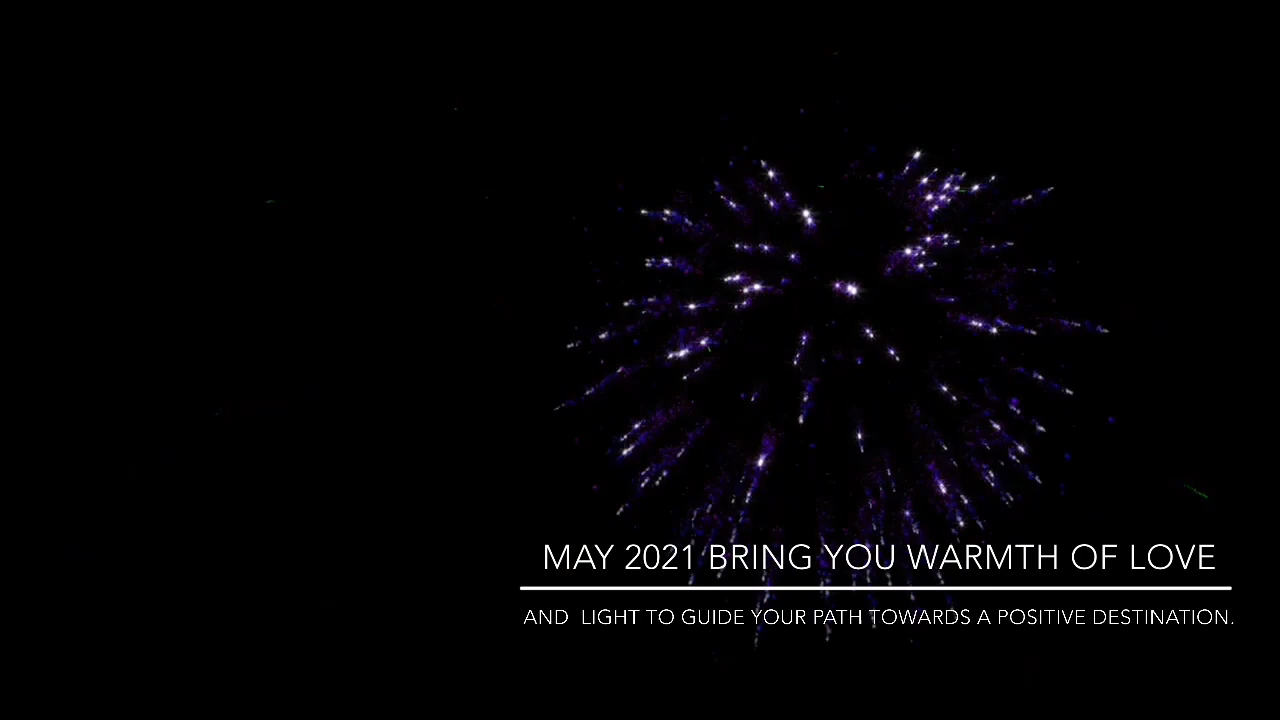 MAY 2021 BRING YOU WARMTH OF LOVE
AND  LIGHT TO GUIDE YOUR PATH TOWARDS A POSITIVE DESTINATION.